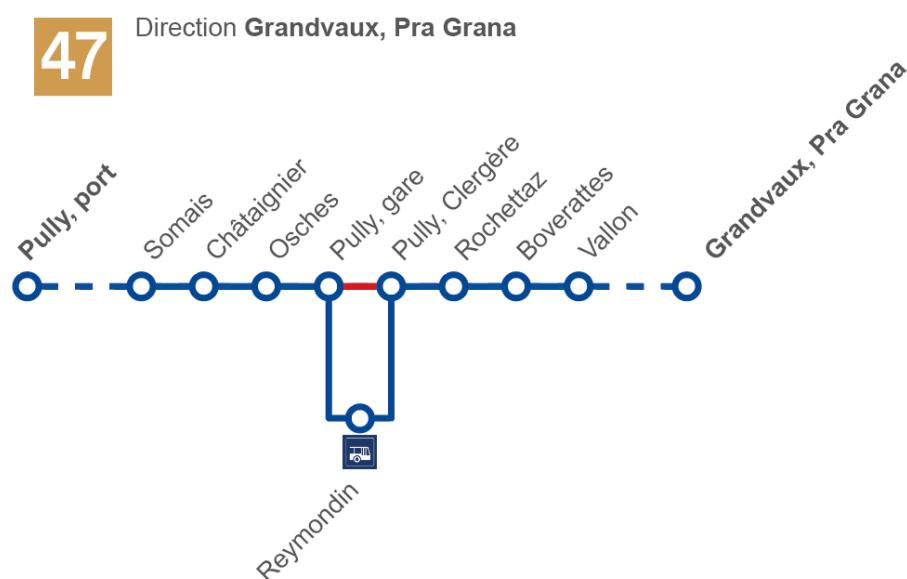 47
Direction Grandvaux, Pra Grana
Pully, port
Somais
Châtaignier
Osches
Pully, gare
Pully, Clergère
Rochettaz
Boverattes
Vallon
Grandvaux, Pra Grana
Reymondin